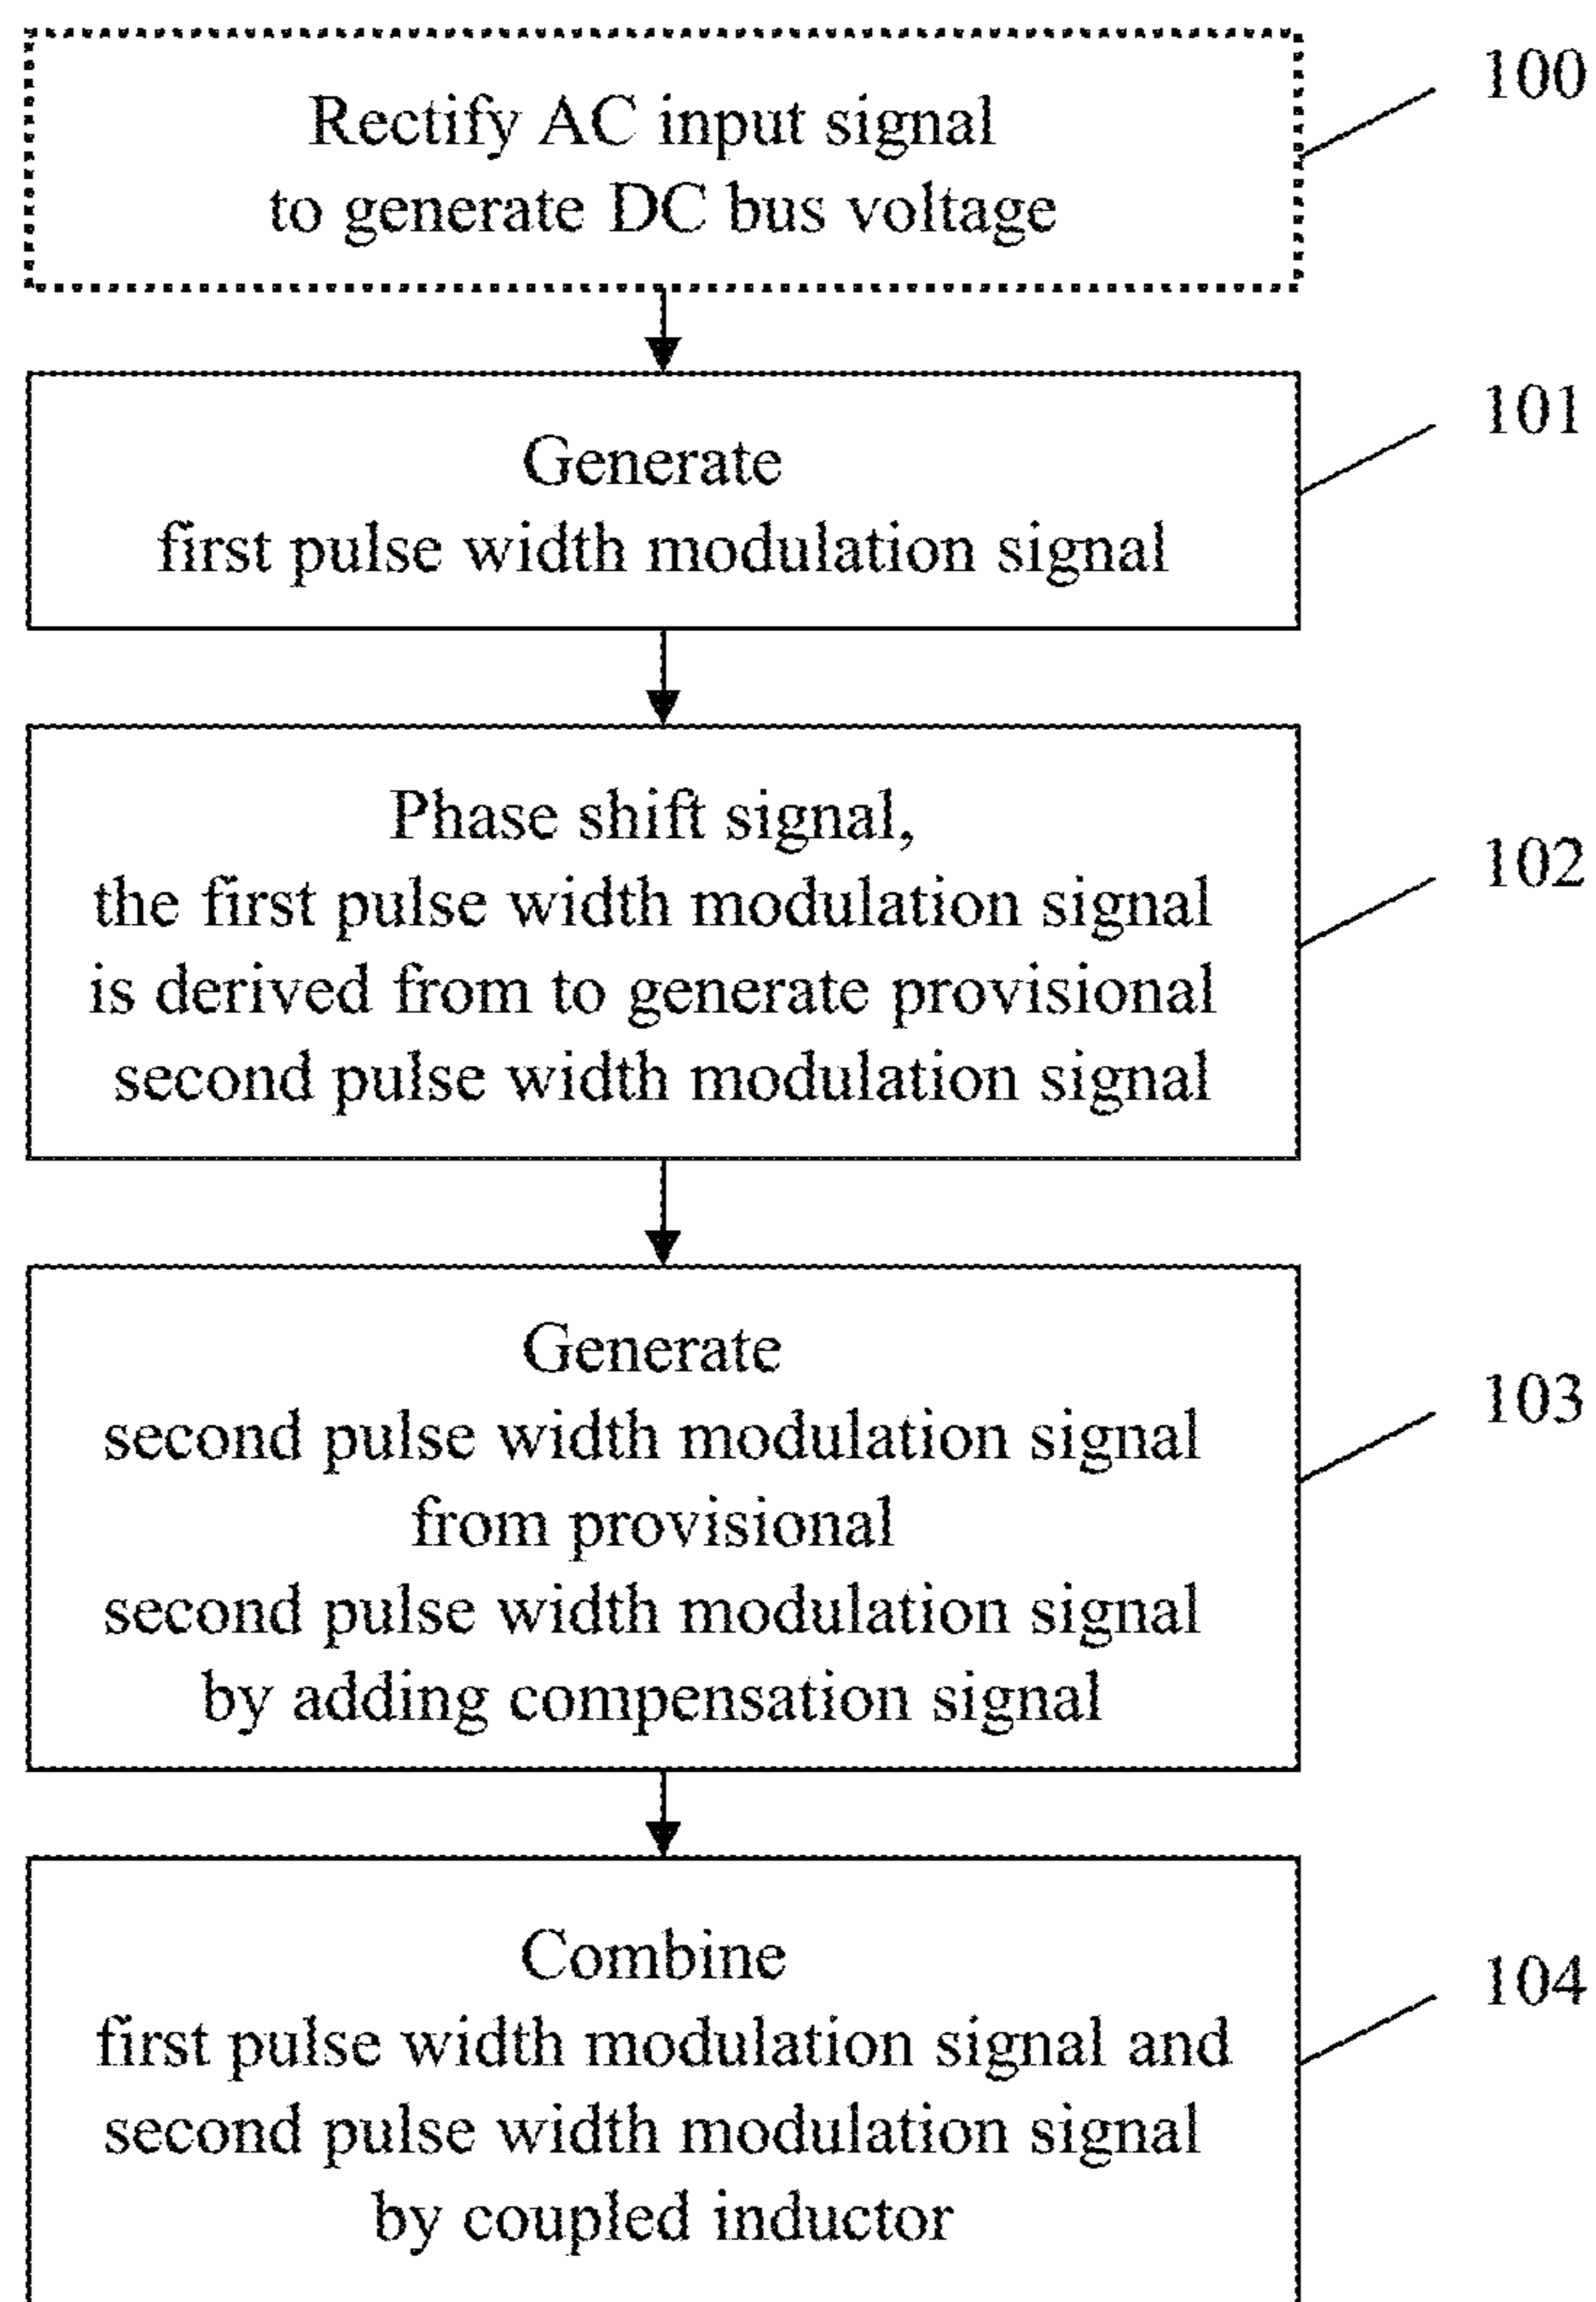 Rectify AC input signal
to generate DC bus voltage
100
Generate
first pulse width modulation signal
101
Phase shift signal,
the first pulse width modulation signal
is derived from to generate provisional
second pulse width modulation signal
102
Generate
second pulse width modulation signal
from provisional
second pulse width modulation signal
by adding compensation signal
103
Combine
first pulse width modulation signal and
second pulse width modulation signal
by coupled inductor
104